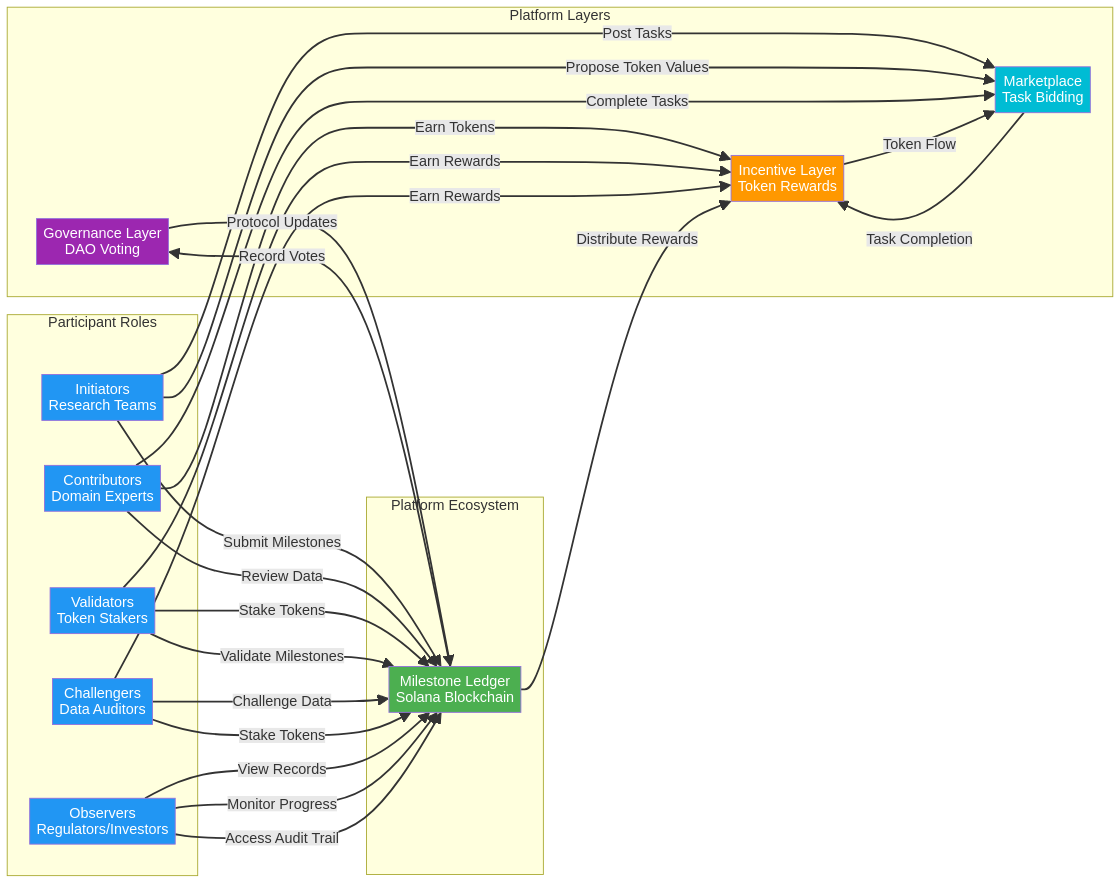 Platform Layers
Post Tasks
Propose Token Values
Complete Tasks
Earn Tokens
Earn Rewards
Earn Rewards
Marketplace
Task Bidding
Token Flow
Incentive Layer
Token Rewards
Task Completion
Distribute Rewards
Governance Layer
DAO Voting
Protocol Updates
Record Votes
Participant Roles
Initiators
Research Teams
Contributors
Domain Experts
Validators
Token Stakers
Challengers
Data Auditors
Observers
Regulators/Investors
Submit Milestones
Review Data
Stake Tokens
Validate Milestones
Challenge Data
Stake Tokens
View Records
Monitor Progress
Access Audit Trail
Platform Ecosystem
Milestone Ledger
Solana Blockchain